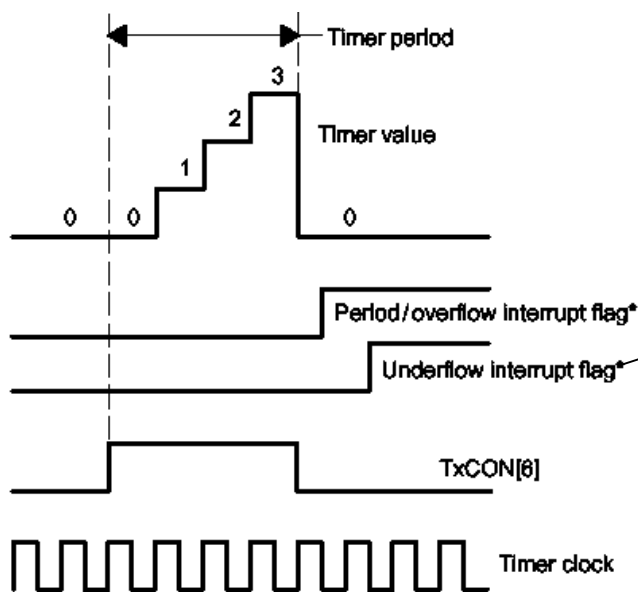 Timer period
3
2
Timer value
1
0 0 0
Period/overflow interrupt flag*
Underflow interrupt flag*
TxCON[6]
Timer clock